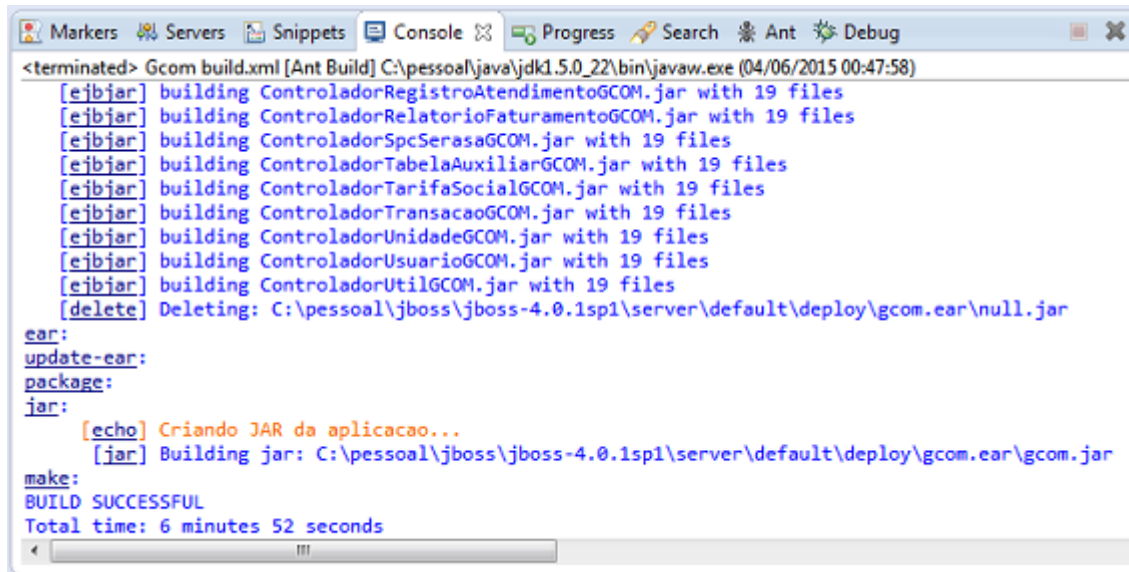 Markers Servers Snippets Console Progress Search Ant Debug
<terminated> Gcom build.xml [Ant Build] C:\pessoal\java\jdk1.5.0_22\bin\javaw.exe (04/06/2015 00:47:58)
[ejbjar] building ControladorRegistroAtendimentoGCOM.jar with 19 files
[ejbjar] building ControladorRelatorioFaturamentoGCOM.jar with 19 files
[ejbjar] building ControladorSpcSerasaGCOM.jar with 19 files
[ejbjar] building ControladorTabelaAuxiliarGCOM.jar with 19 files
[ejbjar] building ControladorTarifaSocialGCOM.jar with 19 files
[ejbjar] building ControladorTransacaoGCOM.jar with 19 files
[ejbjar] building ControladorUnidadeGCOM.jar with 19 files
[ejbjar] building ControladorUsuarioGCOM.jar with 19 files
[ejbjar] building ControladorUtilGCOM.jar with 19 files
[delete] Deleting: C:\pessoal\jboss\jboss-4.0.1sp1\server\default\deploy\gcom.ear\null.jar
ear:
update-ear:
package:
jar:
[echo] Criando JAR da aplicacao...
[jar] Building jar: C:\pessoal\jboss\jboss-4.0.1sp1\server\default\deploy\gcom.ear\gcom.jar
make:
BUILD SUCCESSFUL
Total time: 6 minutes 52 seconds